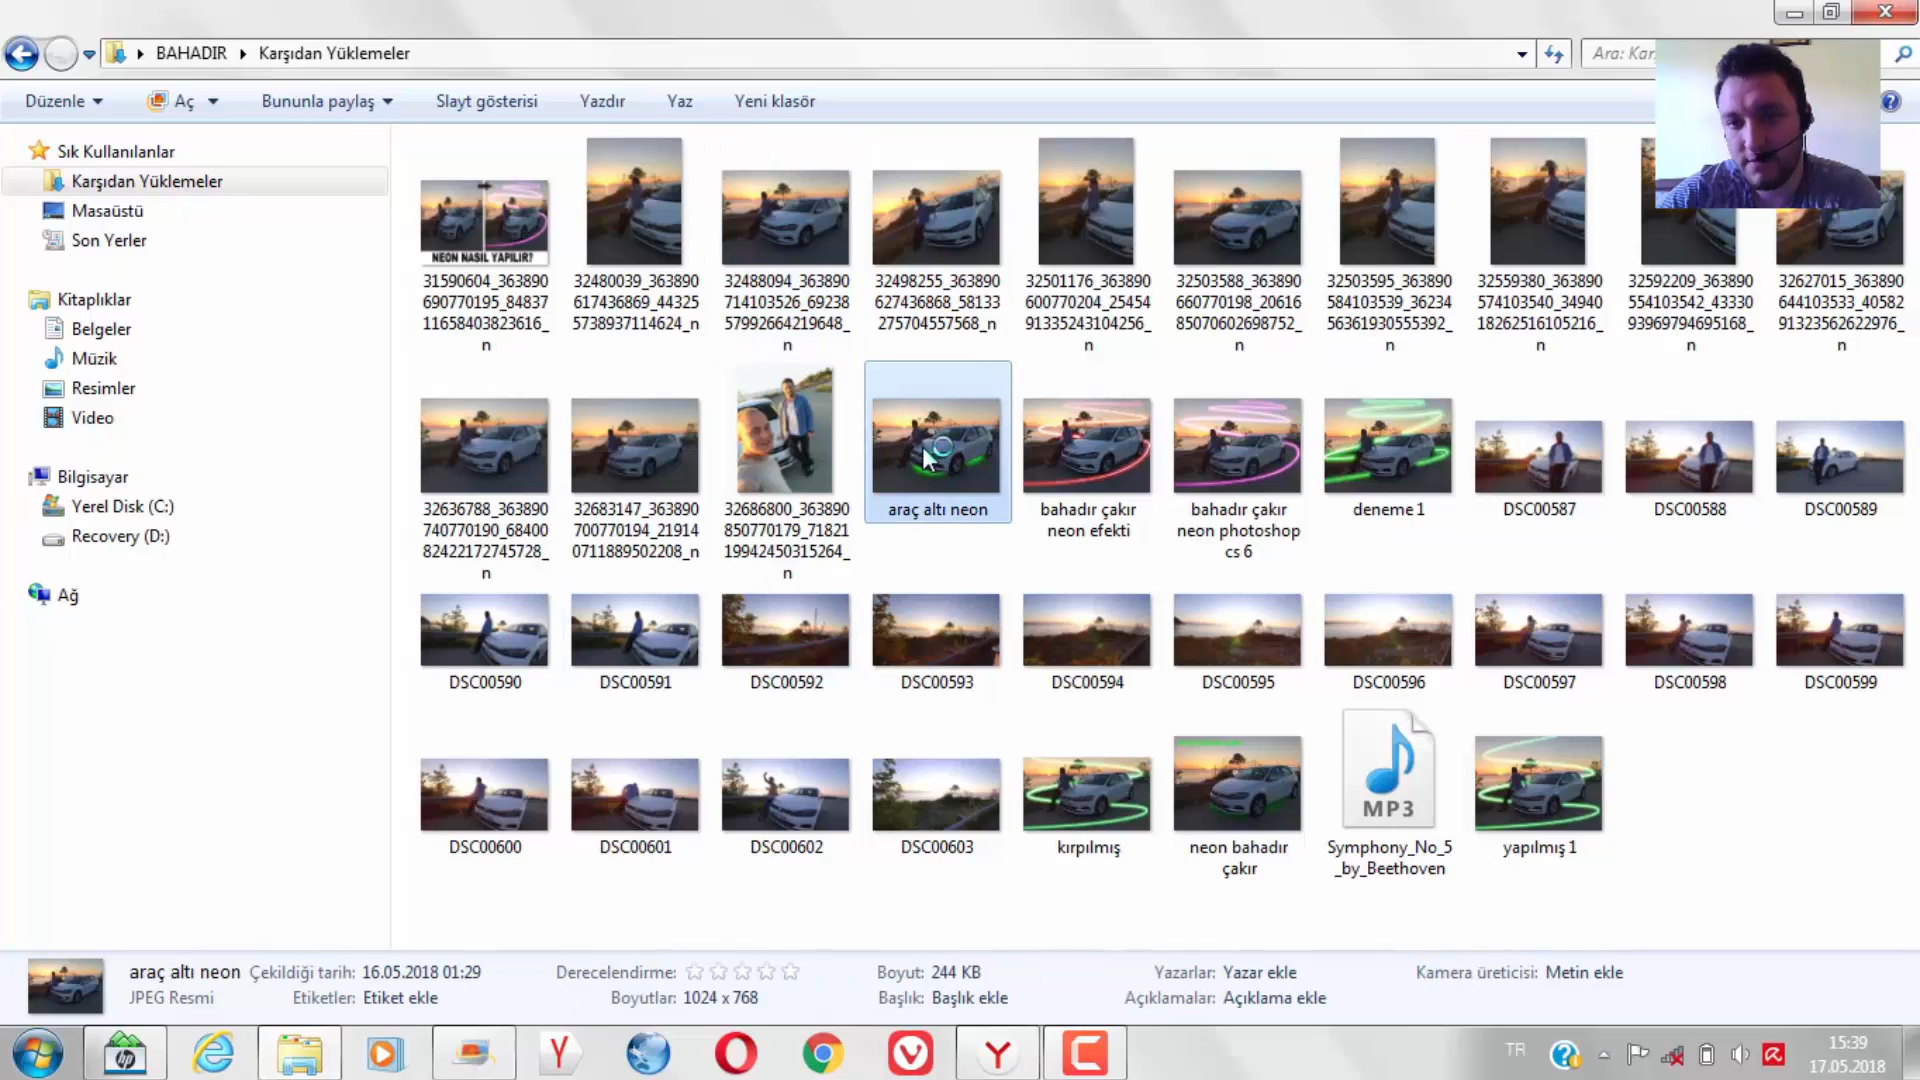 BAHADIR Karşıdan Yüklemeler
Ara: Kar
Düzenle Aç Bununla paylaş Slayt gösterisi Yazdır Yaz Yeni klasör
Sık Kullanılanlar
Karşıdan Yüklemeler
Masaüstü
Son Yerler
Kitaplıklar
Belgeler
Müzik
Resimler
Video
Bilgisayar
Yerel Disk (C:)
Recovery (D:)
Ağ
NEON NASIL YAPILIR?
31590604_363890
690770195_84837
11658403823616_
n
32480039_363890
617436869_44325
5738937114624_n
32488094_363890
714103526_69238
57992664219648_
n
32498255_363890
627436868_58133
275704557568_n
32501176_363890
600770204_25454
91335243104256_
n
32503588_363890
660770198_20616
85070602698752_
n
32503595_363890
584103539_36234
56361930555392_
n
32559380_363890
574103540_34940
18262516105216_
n
32592209_363890
554103542_43330
93969794695168_
n
32627015_363890
644103533_40582
91323562622976_
n
32636788_363890
740770190_68400
82422172745728_
n
32683147_363890
700770194_21914
0711889502208_n
32686800_363890
850770179_71821
19942450315264_
n
araç altı neon
bahadır çakır
neon efekti
bahadır çakır
neon photoshop
cs 6
deneme 1
DSC00587
DSC00588
DSC00589
DSC00590
DSC00591
DSC00592
DSC00593
DSC00594
DSC00595
DSC00596
DSC00597
DSC00598
DSC00599
DSC00600
DSC00601
DSC00602
DSC00603
kırpılmış
neon bahadır
çakır
MP3
Symphony_No_5
_by_Beethoven
yapılmış 1
araç altı neon Çekildiği tarih: 16.05.2018 01:29 Derecelendirme: Boyut: 244 KB Yazarlar: Yazar ekle Kamera üreticisi: Metin ekle
JPEG Resmi Etiketler: Etiket ekle Boyutlar: 1024 x 768 Başlık: Başlık ekle Açıklamalar: Açıklama ekle
hp
TR
15:39
17.05.2018